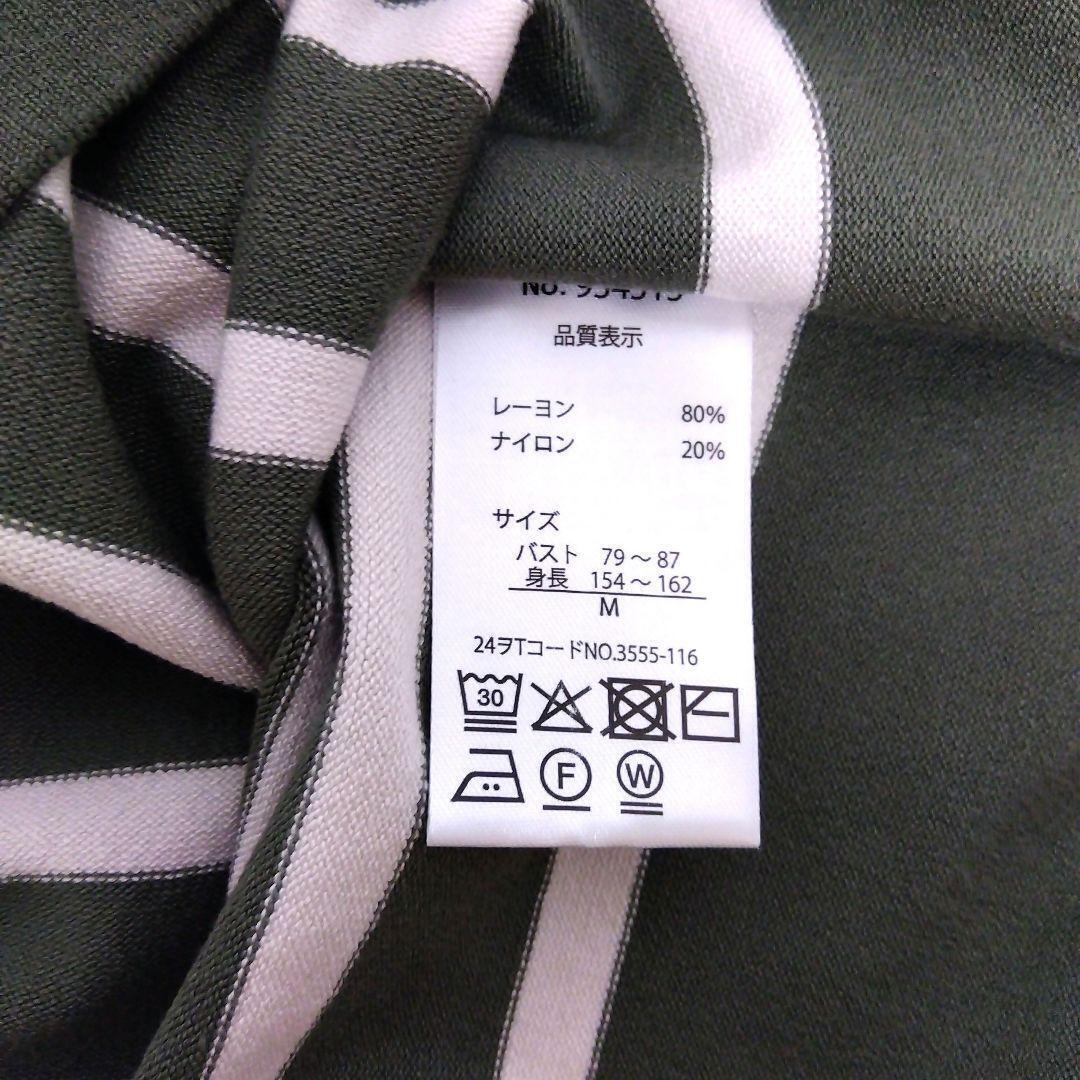 品質表示
レーヨン 80%
ナイロン 20%
サイズ
バスト 79～87
身長 154～162
M
24ヲTコードNO.3555-116
30
F
W